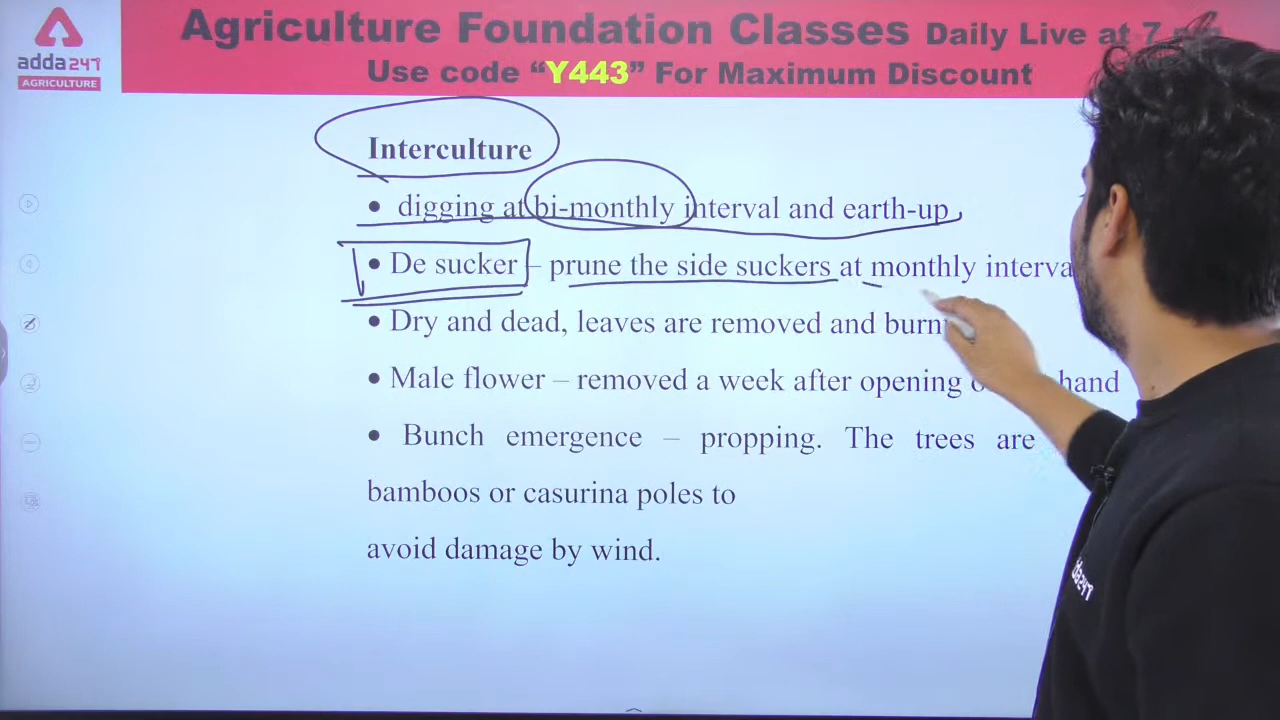 Agriculture Foundation Classes Daily Live at 7
adda247
AGRICULTURE
Use code “Y443” For Maximum Discount
Interculture
• digging at bi-monthly interval and earth-up
• De sucker – prune the side suckers at monthly
• Dry and dead, leaves are removed and
• Male flower – removed a week after opening hand
• Bunch emergence – propping. The trees are
bamboos or casurina poles to
avoid damage by wind.